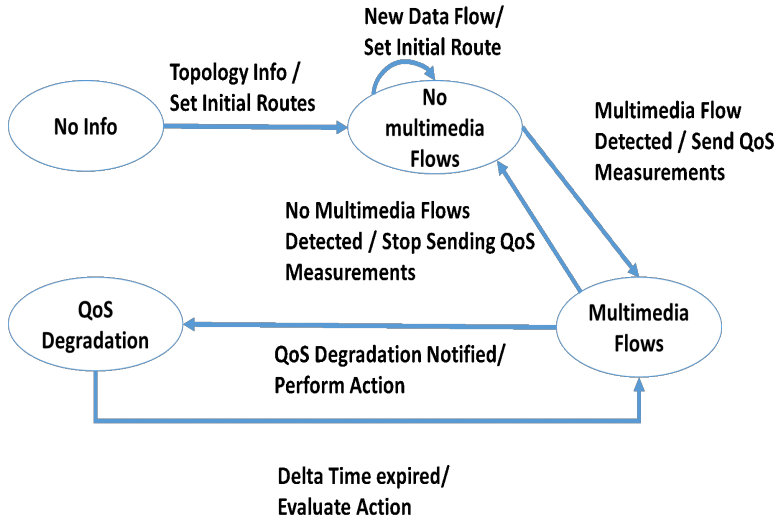 New Data Flow/
Set Initial Route
Topology Info /
Set Initial Routes
No Info
No
multimedia
Flows
Multimedia Flow
Detected / Send QoS
Measurements
No Multimedia Flows
Detected / Stop Sending QoS
Measurements
QoS
Degradation
Multimedia
Flows
QoS Degradation Notified/
Perform Action
Delta Time expired/
Evaluate Action